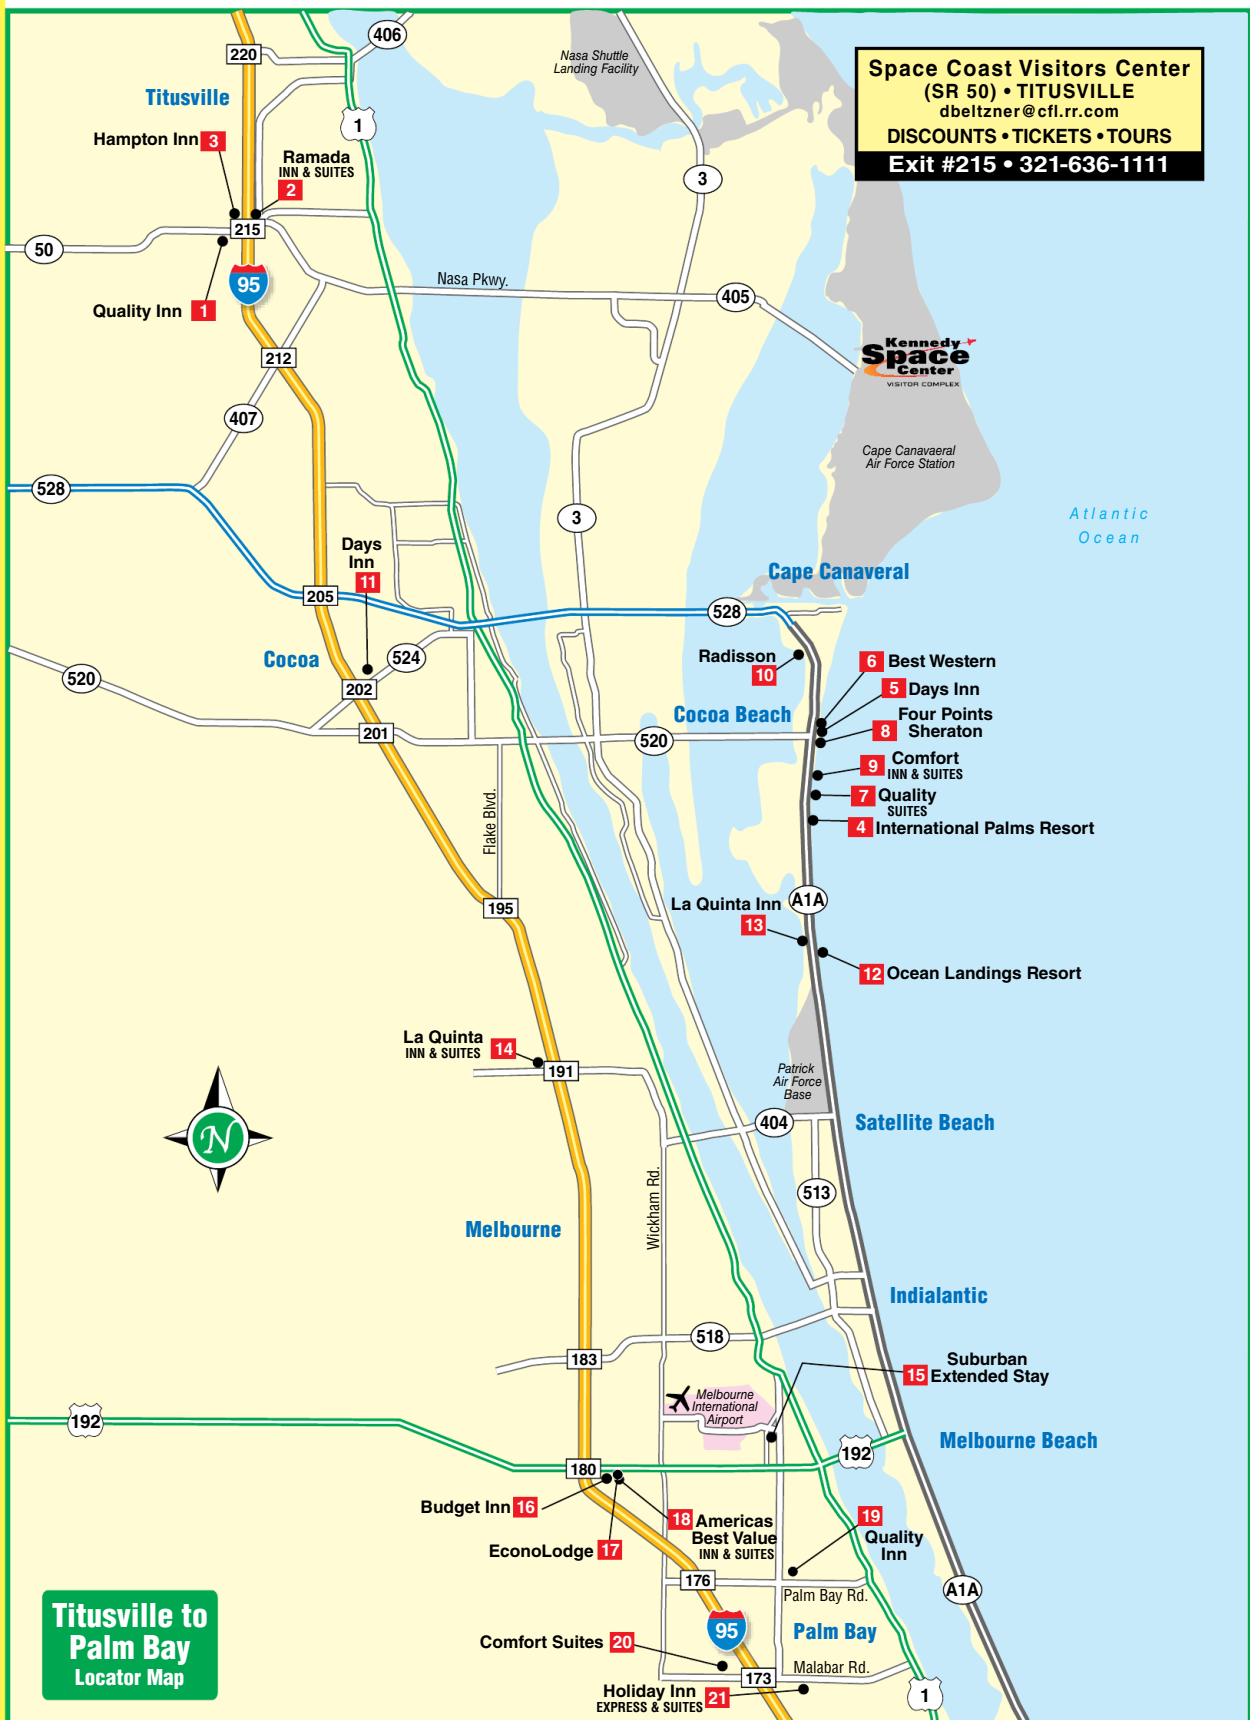 406
220
Nasa Shuttle
Landing Facility
Space Coast Visitors Center
(SR 50) • TITUSVILLE
dbeltzner@cfl.rr.com
DISCOUNTS • TICKETS • TOURS
Exit #215 • 321-636-1111
Titusville
1
Hampton Inn 3
Ramada
INN & SUITES
2
3
215
50
95
Nasa Pkwy.
405
Quality Inn 1
212
Kennedy
Space
Center
VISITOR COMPLEX
407
Cape Canavaeral
Air Force Station
528
3
Atlantic
Ocean
Days
Inn
11
Cape Canaveral
205
528
Cocoa
524
Radisson
10
6 Best Western
520
202
5 Days Inn
Cocoa Beach
8 Four Points
Sheraton
201
520
9 Comfort
INN & SUITES
7 Quality
SUITES
Flake Blvd.
4 International Palms Resort
195
La Quinta Inn
13
A1A
12 Ocean Landings Resort
La Quinta
INN & SUITES
14
191
Patrick
Air Force
Base
N
404
Satellite Beach
513
Wickham Rd.
Melbourne
Indialantic
518
183
Suburban
15 Extended Stay
Melbourne
International
Airport
192
192
Melbourne Beach
180
Budget Inn 16
18 Americas
Best Value
INN & SUITES
19
Quality
Inn
EconoLodge 17
176
Palm Bay Rd.
A1A
Titusville to
Palm Bay
Locator Map
95
Palm Bay
Comfort Suites 20
Malabar Rd.
173
Holiday Inn
EXPRESS & SUITES
21
1